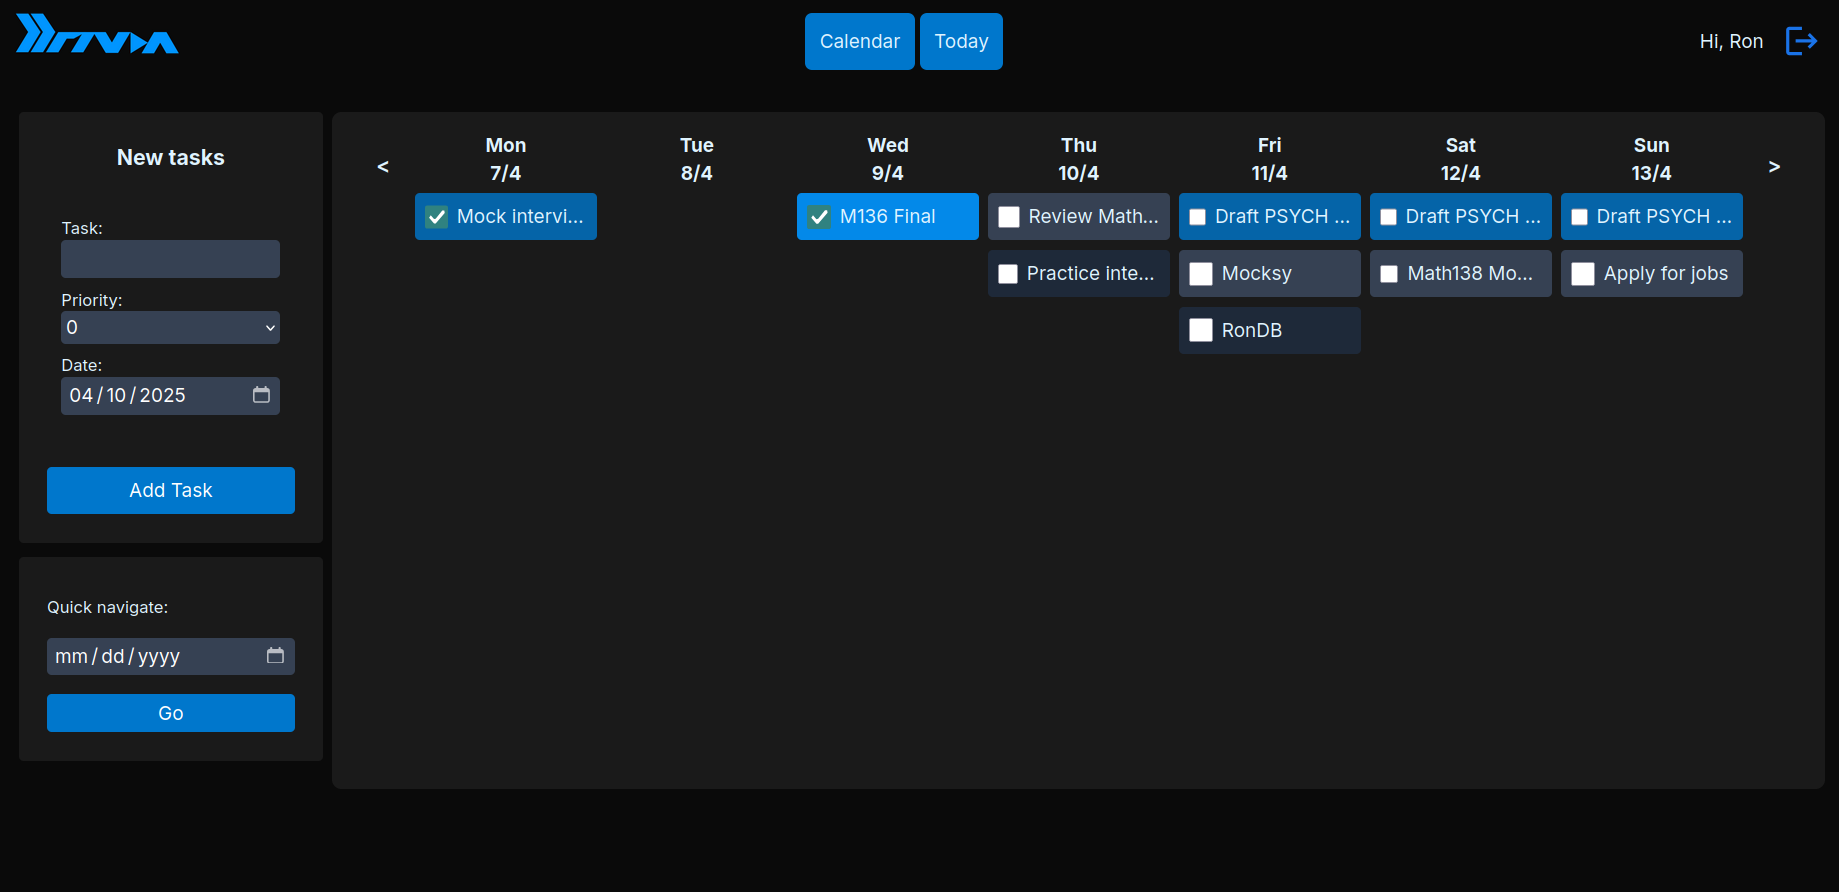 Calendar
Today
Hi, Ron
New tasks
Task:
Priority:
0
Date:
04/10/2025
Add Task
Quick navigate:
mm/dd/yyyy
Go
<
Mon
7/4
Mock intervi...
Tue
8/4
Wed
9/4
M136 Final
Thu
10/4
Review Math...
Practice inte...
Fri
11/4
Draft PSYCH ...
Mocksy
RonDB
Sat
12/4
Draft PSYCH ...
Math138 Mo...
Sun
13/4
Draft PSYCH ...
Apply for jobs
>